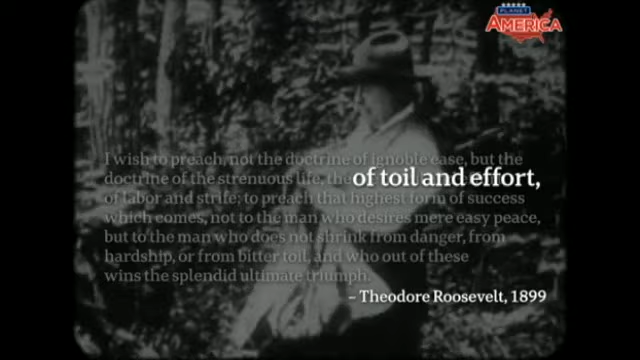 PLANET
AMERICA
I wish to preach, not the doctrine of ignoble ease, but the
doctrine of the strenuous life, the of toil and effort,
of labor and strife; to preach that highest form of success
which comes, not to the man who desires mere easy peace,
but to the man who does not shrink from danger, from
hardship, or from bitter toil, and who out of these
wins the splendid ultimate triumph.
– Theodore Roosevelt, 1899